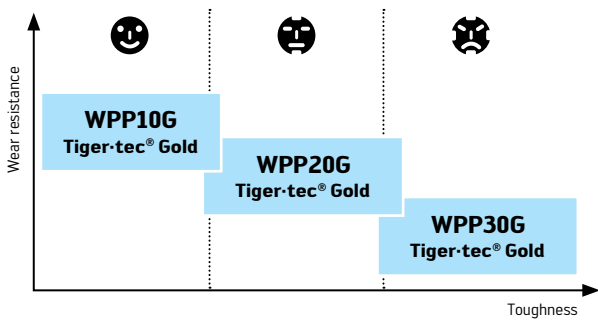 Wear resistance
WPP10G
Tiger·tec® Gold
WPP20G
Tiger·tec® Gold
WPP30G
Tiger·tec® Gold
Toughness